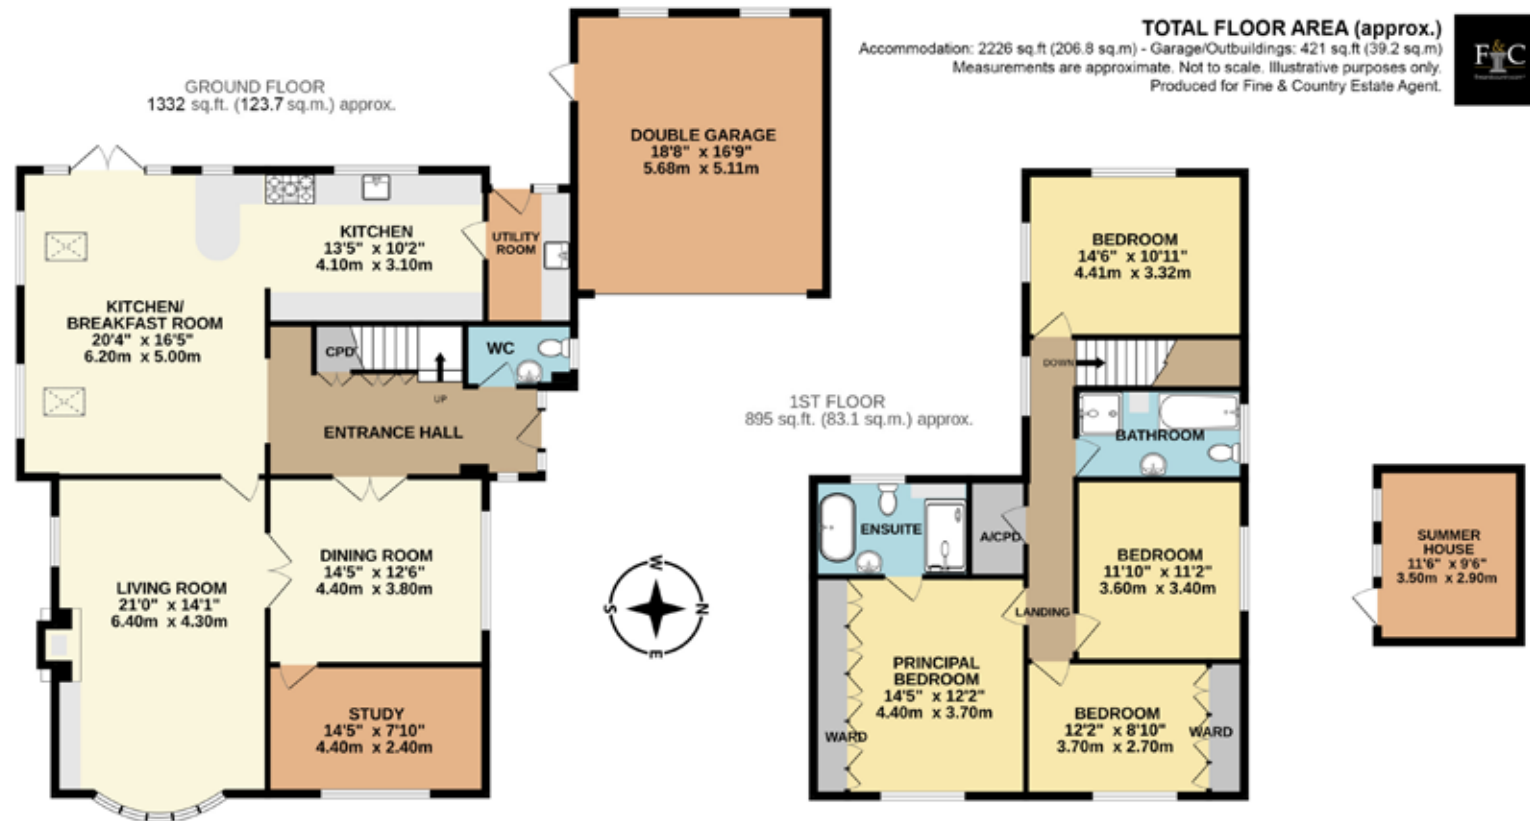 TOTAL FLOOR AREA (approx.)
Accommodation: 2226 sq.ft (206.8 sq.m) - Garage/Outbuildings: 421 sq.ft (39.2 sq.m)
Measurements are approximate. Not to scale. Illustrative purposes only.
Produced for Fine & Country Estate Agent.
F&C
GROUND FLOOR
1332 sq.ft. (123.7 sq.m.) approx.
DOUBLE GARAGE
18'8" x 16'9"
5.68m x 5.11m
KITCHEN
13'5" x 10'2"
4.10m x 3.10m
UTILITY
ROOM
KITCHEN/
BREAKFAST ROOM
20'4" x 16'5"
6.20m x 5.00m
CPD
WC
UP
ENTRANCE HALL
LIVING ROOM
21'0" x 14'1"
6.40m x 4.30m
DINING ROOM
14'5" x 12'6"
4.40m x 3.80m
STUDY
14'5" x 7'10"
4.40m x 2.40m
W
N
E
S
1ST FLOOR
895 sq.ft. (83.1 sq.m.) approx.
BEDROOM
14'6" x 10'11"
4.41m x 3.32m
DOWN
BATHROOM
ENSUITE
A/CPD
BEDROOM
11'10" x 11'2"
3.60m x 3.40m
LANDING
PRINCIPAL
BEDROOM
14'5" x 12'2"
4.40m x 3.70m
WARD
BEDROOM
12'2" x 8'10"
3.70m x 2.70m
WARD
SUMMER
HOUSE
11'6" x 9'6"
3.50m x 2.90m